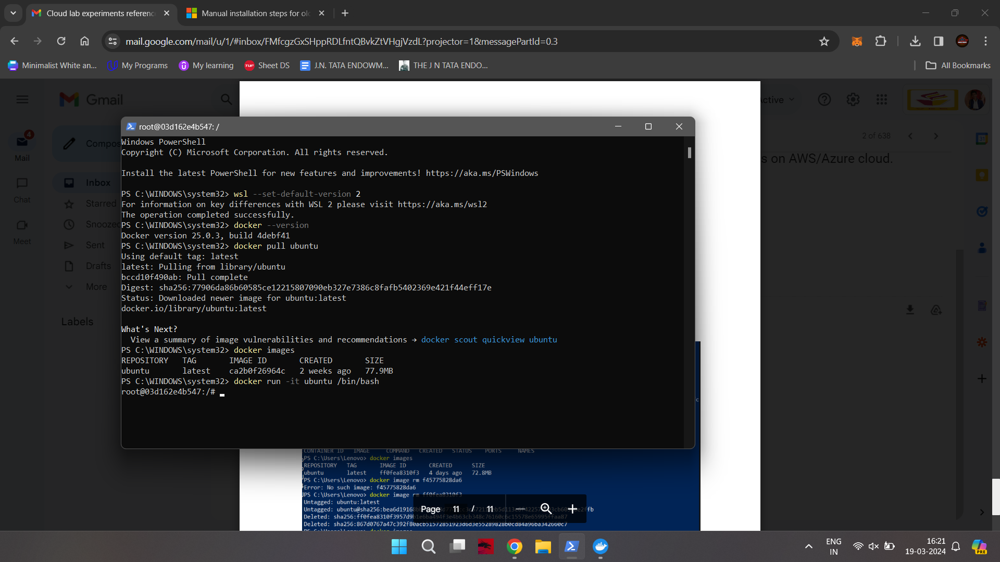 Cloud lab experiments referenc
Manual installation steps for ol
mail.google.com/mail/u/1/#inbox/FMfcgzGxSHppRDLfntQBvkZtVHgjVzdL?projector=1&messagePartId=0.3
Minimalist White an...
My Programs
My learning
Sheet DS
J.N. TATA ENDOWM...
THE J N TATA ENDO...
All Bookmarks
Gmail
Active
4
Mail
Compos
2 of 638
s on AWS/Azure cloud.
Inbox
Chat
Starred
Snoozed
Meet
Sent
Drafts
More
Labels
root@03d162e4b547: /
Windows PowerShell
Copyright (C) Microsoft Corporation. All rights reserved.
Install the latest PowerShell for new features and improvements! https://aka.ms/PSWindows
PS C:\WINDOWS\system32> wsl --set-default-version 2
For information on key differences with WSL 2 please visit https://aka.ms/wsl2
The operation completed successfully.
PS C:\WINDOWS\system32> docker --version
Docker version 25.0.3, build 4debf41
PS C:\WINDOWS\system32> docker pull ubuntu
Using default tag: latest
latest: Pulling from library/ubuntu
bccd10f490ab: Pull complete
Digest: sha256:77906da86b60585ce12215807090eb327e7386c8fafb5402369e421f44eff17e
Status: Downloaded newer image for ubuntu:latest
docker.io/library/ubuntu:latest
What's Next?
View a summary of image vulnerabilities and recommendations → docker scout quickview ubuntu
PS C:\WINDOWS\system32> docker images
REPOSITORY TAG IMAGE ID CREATED SIZE
ubuntu latest ca2b0f26964c 2 weeks ago 77.9MB
PS C:\WINDOWS\system32> docker run -it ubuntu /bin/bash
root@03d162e4b547:/#
CONTAINER ID IMAGE COMMAND CREATED STATUS PORTS NAMES
PS C:\Users\Lenovo> docker images
REPOSITORY TAG IMAGE ID CREATED SIZE
ubuntu latest ff0fea8310f3 4 days ago 72.8MB
PS C:\Users\Lenovo> docker image rm f45775828da6
Error: No such image: f45775828da6
PS C:\Users\Lenovo> docker image rm ff0fea8310f3
Untagged: ubuntu:latest
Untagged:
Deleted:
Deleted:
Page 11 / 11
ENG
IN
16:21
19-03-2024
PRE